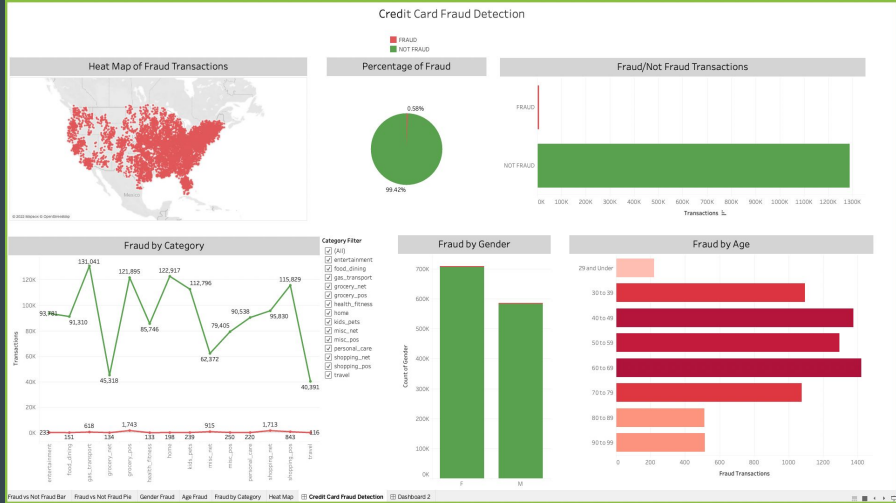 Credit Card Fraud Detection
FRAUD
NOT FRAUD
Heat Map of Fraud Transactions
Mexico
© 2023 Mapbox © OpenStreetMap
Percentage of Fraud
0.58%
99.42%
Fraud/Not Fraud Transactions
FRAUD
NOT FRAUD
0K 100K 200K 300K 400K 500K 600K 700K 800K 900K 1000K 1100K 1200K 1300K
Transactions
Fraud by Category
Transactions
120K
100K
80K
60K
40K
20K
0K
93,781
91,310
131,041
45,318
121,895
85,746
122,917
112,796
62,372
79,405
90,538
95,830
115,829
40,391
233
151
618
134
1,743
133
198
239
915
250
220
1,713
843
116
entertainment
food_dining
gas_transport
grocery_net
grocery_pos
health_fitness
home
kids_pets
misc_net
misc_pos
personal_care
shopping_net
shopping_pos
travel
Category Filter
(All)
entertainment
food_dining
gas_transport
grocery_net
grocery_pos
health_fitness
home
kids_pets
misc_net
misc_pos
personal_care
shopping_net
shopping_pos
travel
Fraud by Gender
Count of Gender
700K
600K
500K
400K
300K
200K
100K
0K
F M
Fraud by Age
29 and Under
30 to 39
40 to 49
50 to 59
60 to 69
70 to 79
80 to 89
90 to 99
0 200 400 600 800 1000 1200 1400
Fraud Transactions
Fraud vs Not Fraud Bar Fraud vs Not Fraud Pie Gender Fraud Age Fraud Fraud by Category Heat Map Credit Card Fraud Detection Dashboard 2